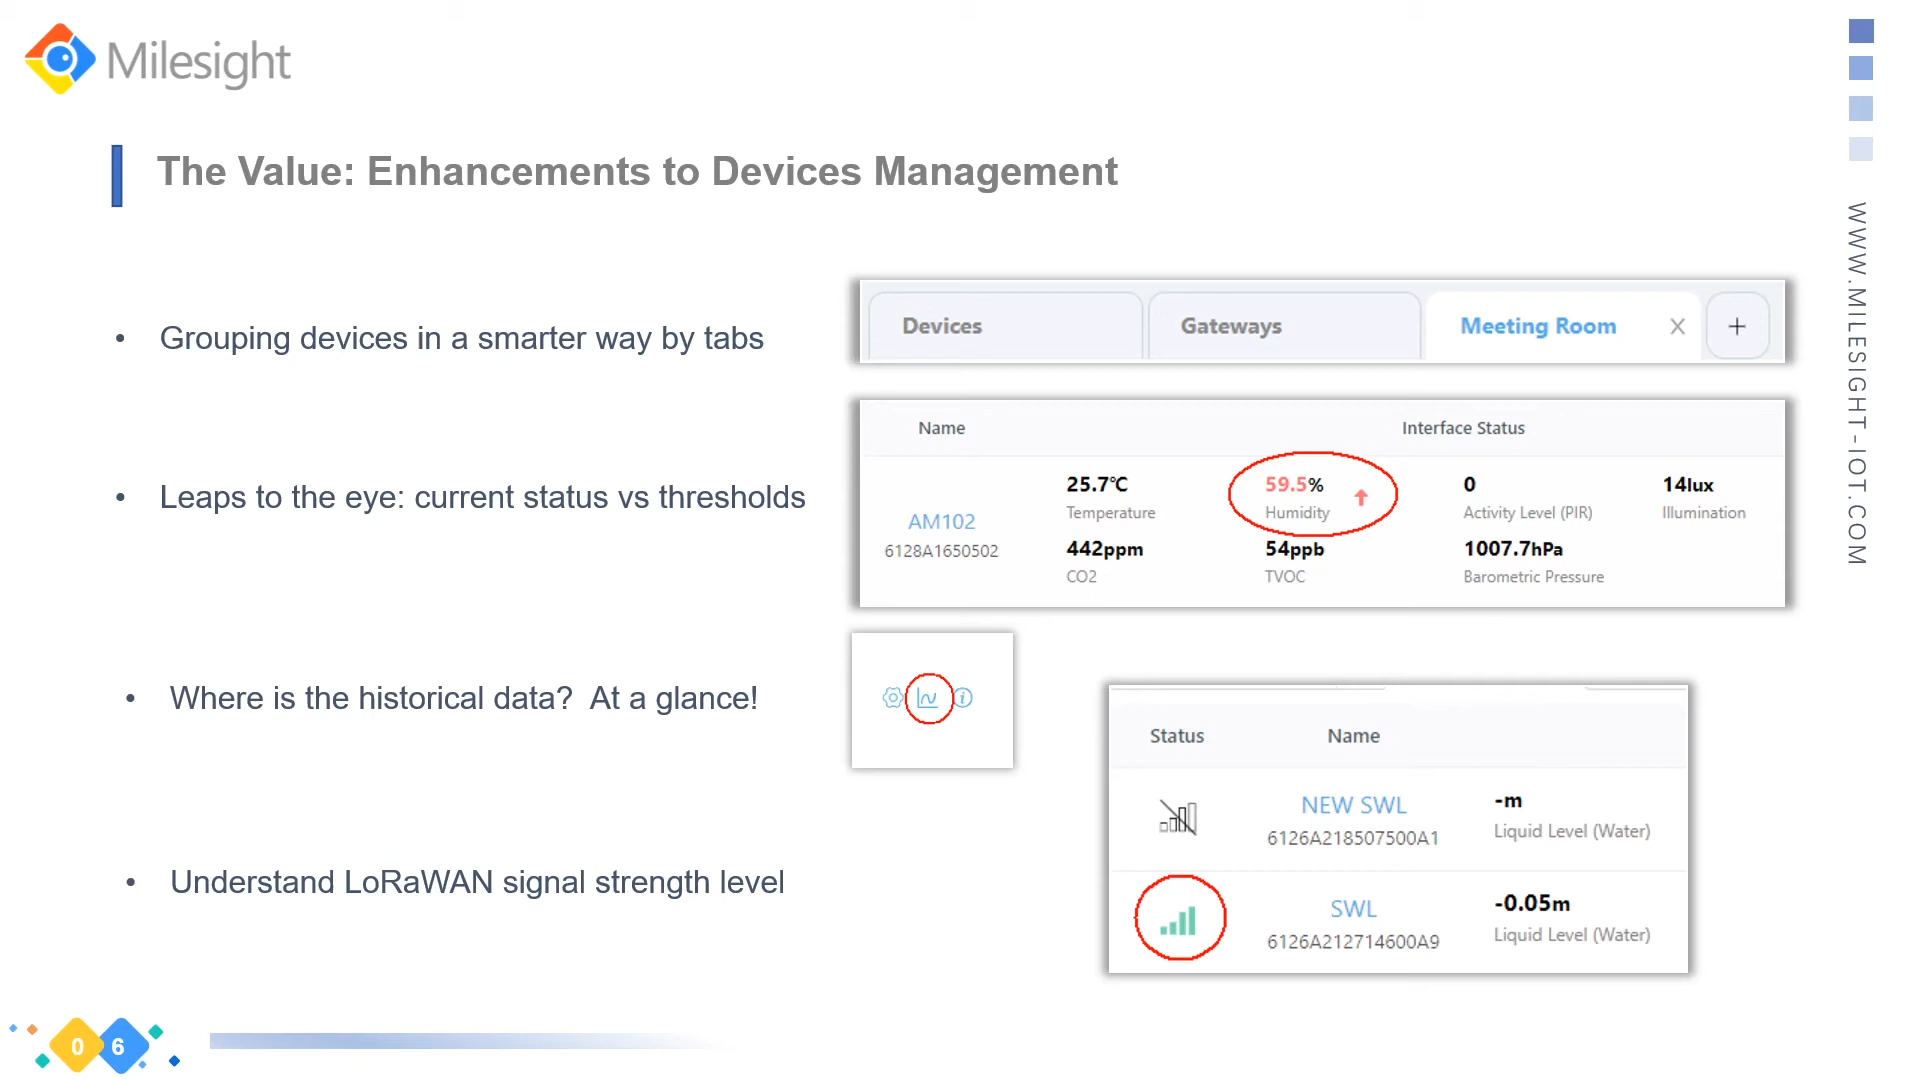 Milesight
The Value: Enhancements to Devices Management
• Grouping devices in a smarter way by tabs
Devices Gateways Meeting Room X +
• Leaps to the eye: current status vs thresholds
Name Interface Status
AM102
6128A1650502
25.7℃ 59.5% 0 14lux
Temperature Humidity Activity Level (PIR) Illumination
442ppm 54ppb 1007.7hPa
CO2 TVOC Barometric Pressure
• Where is the historical data? At a glance!
• Understand LoRaWAN signal strength level
Status Name
NEW SWL -m
6126A218507500A1 Liquid Level (Water)
SWL -0.05m
6126A212714600A9 Liquid Level (Water)
WWW.MILESIGHT-IOT.COM
0 6